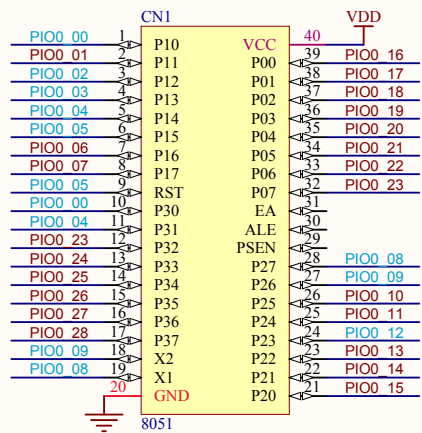 CN1 VDD
PIO0_00 1 P10 VCC 40
PIO0_01 2 P11 P00 39 PIO0_16
PIO0_02 3 P12 P01 38 PIO0_17
PIO0_03 4 P13 P02 37 PIO0_18
PIO0_04 5 P14 P03 36 PIO0_19
PIO0_05 6 P15 P04 35 PIO0_20
PIO0_06 7 P16 P05 34 PIO0_21
PIO0_07 8 P17 P06 33 PIO0_22
PIO0_05 9 RST P07 32 PIO0_23
PIO0_00 10 P30 EA 31
PIO0_04 11 P31 ALE 30
PIO0_23 12 P32 PSEN 29
PIO0_24 13 P33 P27 28 PIO0_08
PIO0_25 14 P34 P26 27 PIO0_09
PIO0_26 15 P35 P25 26 PIO0_10
PIO0_27 16 P36 P24 25 PIO0_11
PIO0_28 17 P37 P23 24 PIO0_12
PIO0_09 18 X2 P22 23 PIO0_13
PIO0_08 19 X1 P21 22 PIO0_14
20 GND P20 21 PIO0_15
8051